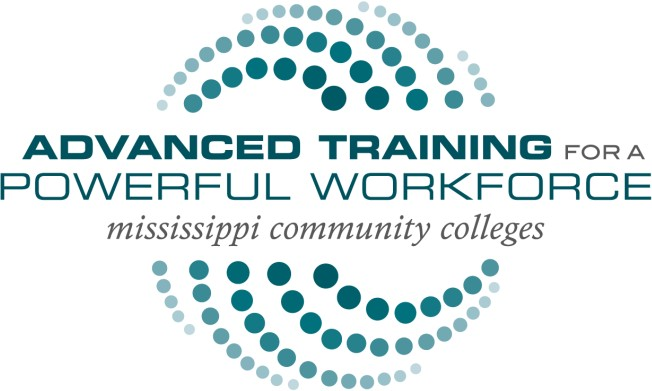 ADVANCED TRAINING FOR A
POWERFUL WORKFORCE
mississippi community colleges